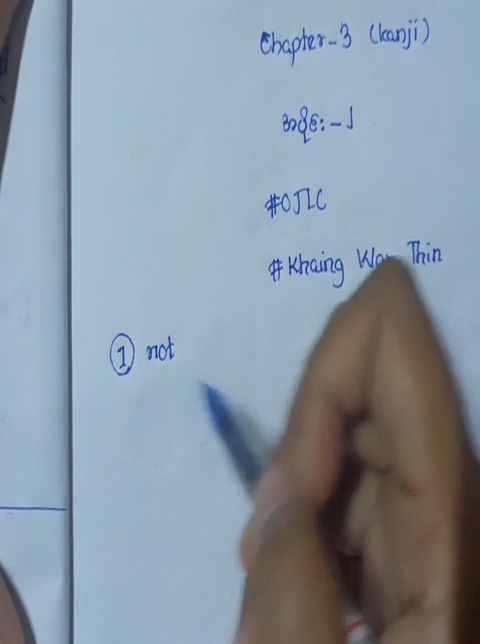 Chapter-3 (kanji)
အပိုင်း-၂
#OJLC
#Khaing Thin
① not